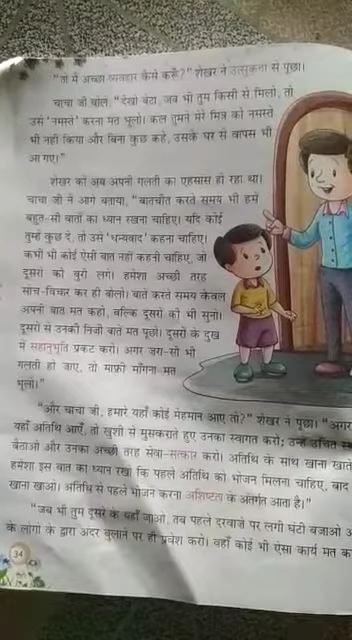 "तो मैं अच्छा व्यवहार कैसे करूँ?" शेखर ने उत्सुकता से पूछा।
चाचा जी बोले, "देखो बेटा, जब भी तुम किसी से मिलो, तो
उसे 'नमस्ते' करना मत भूलो। कल तुमने मेरे मित्र को नमस्ते
भी नहीं किया और बिना कुछ कहे, उसके घर से वापस भी
आ गए।"
शेखर को अब अपनी गलती का एहसास हो रहा था।
चाचा जी ने आगे बताया, "बातचीत करते समय भी हमें
बहुत-सी बातों का ध्यान रखना चाहिए। यदि कोई
तुम्हें कुछ दे, तो उसे 'धन्यवाद' कहना चाहिए।
कभी भी कोई ऐसी बात नहीं कहनी चाहिए, जो
दूसरों को बुरी लगे। हमेशा अच्छी तरह
सोच-विचार कर ही बोलो। बातें करते समय केवल
अपनी बात मत कहो, बल्कि दूसरों की भी सुनो।
दूसरों से उनकी निजी बातें मत पूछो। दूसरों के दुख
में सहानुभूति प्रकट करो। अगर ज़रा-सी भी
गलती हो जाए, तो माफ़ी माँगना मत
भूलो।"
"और चाचा जी, हमारे यहाँ कोई मेहमान आए तो?" शेखर ने पूछा। "अगर
यहाँ अतिथि आएँ, तो खुशी से मुसकराते हुए उनका स्वागत करो; उन्हें उचित
बैठाओ और उनका अच्छी तरह सेवा-सत्कार करो। अतिथि के साथ खाना खाते
हमेशा इस बात का ध्यान रखो कि पहले अतिथि को भोजन मिलना चाहिए, बाद
खाना खाओ। अतिथि से पहले भोजन करना अशिष्टता के अंतर्गत आता है।"
"जब भी तुम दूसरे के यहाँ जाओ, तब पहले दरवाज़े पर लगी घंटी बजाओ
के लोगों के द्वारा अंदर बुलाने पर ही प्रवेश करो। वहाँ कोई भी ऐसा कार्य मत
34